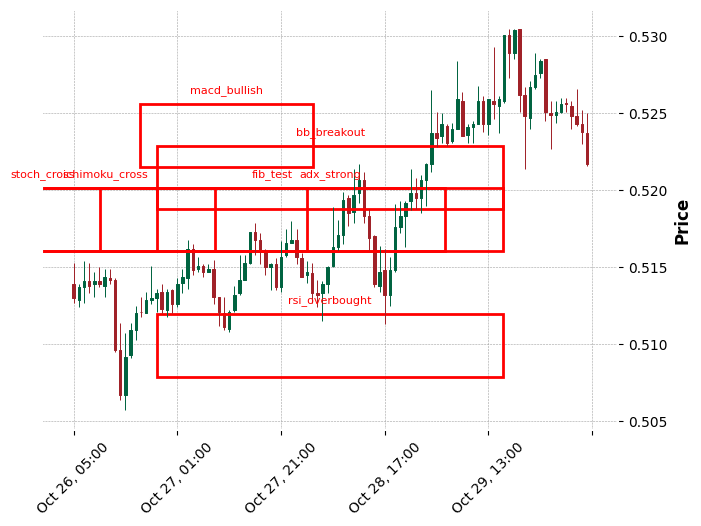 macd_bullish
bb_breakout
stoch_cross
ichimoku_cross
fib_test
adx_strong
rsi_overbought
0.530
0.525
0.520
0.515
0.510
0.505
Price
Oct 26, 05:00
Oct 27, 01:00
Oct 27, 21:00
Oct 28, 17:00
Oct 29, 13:00